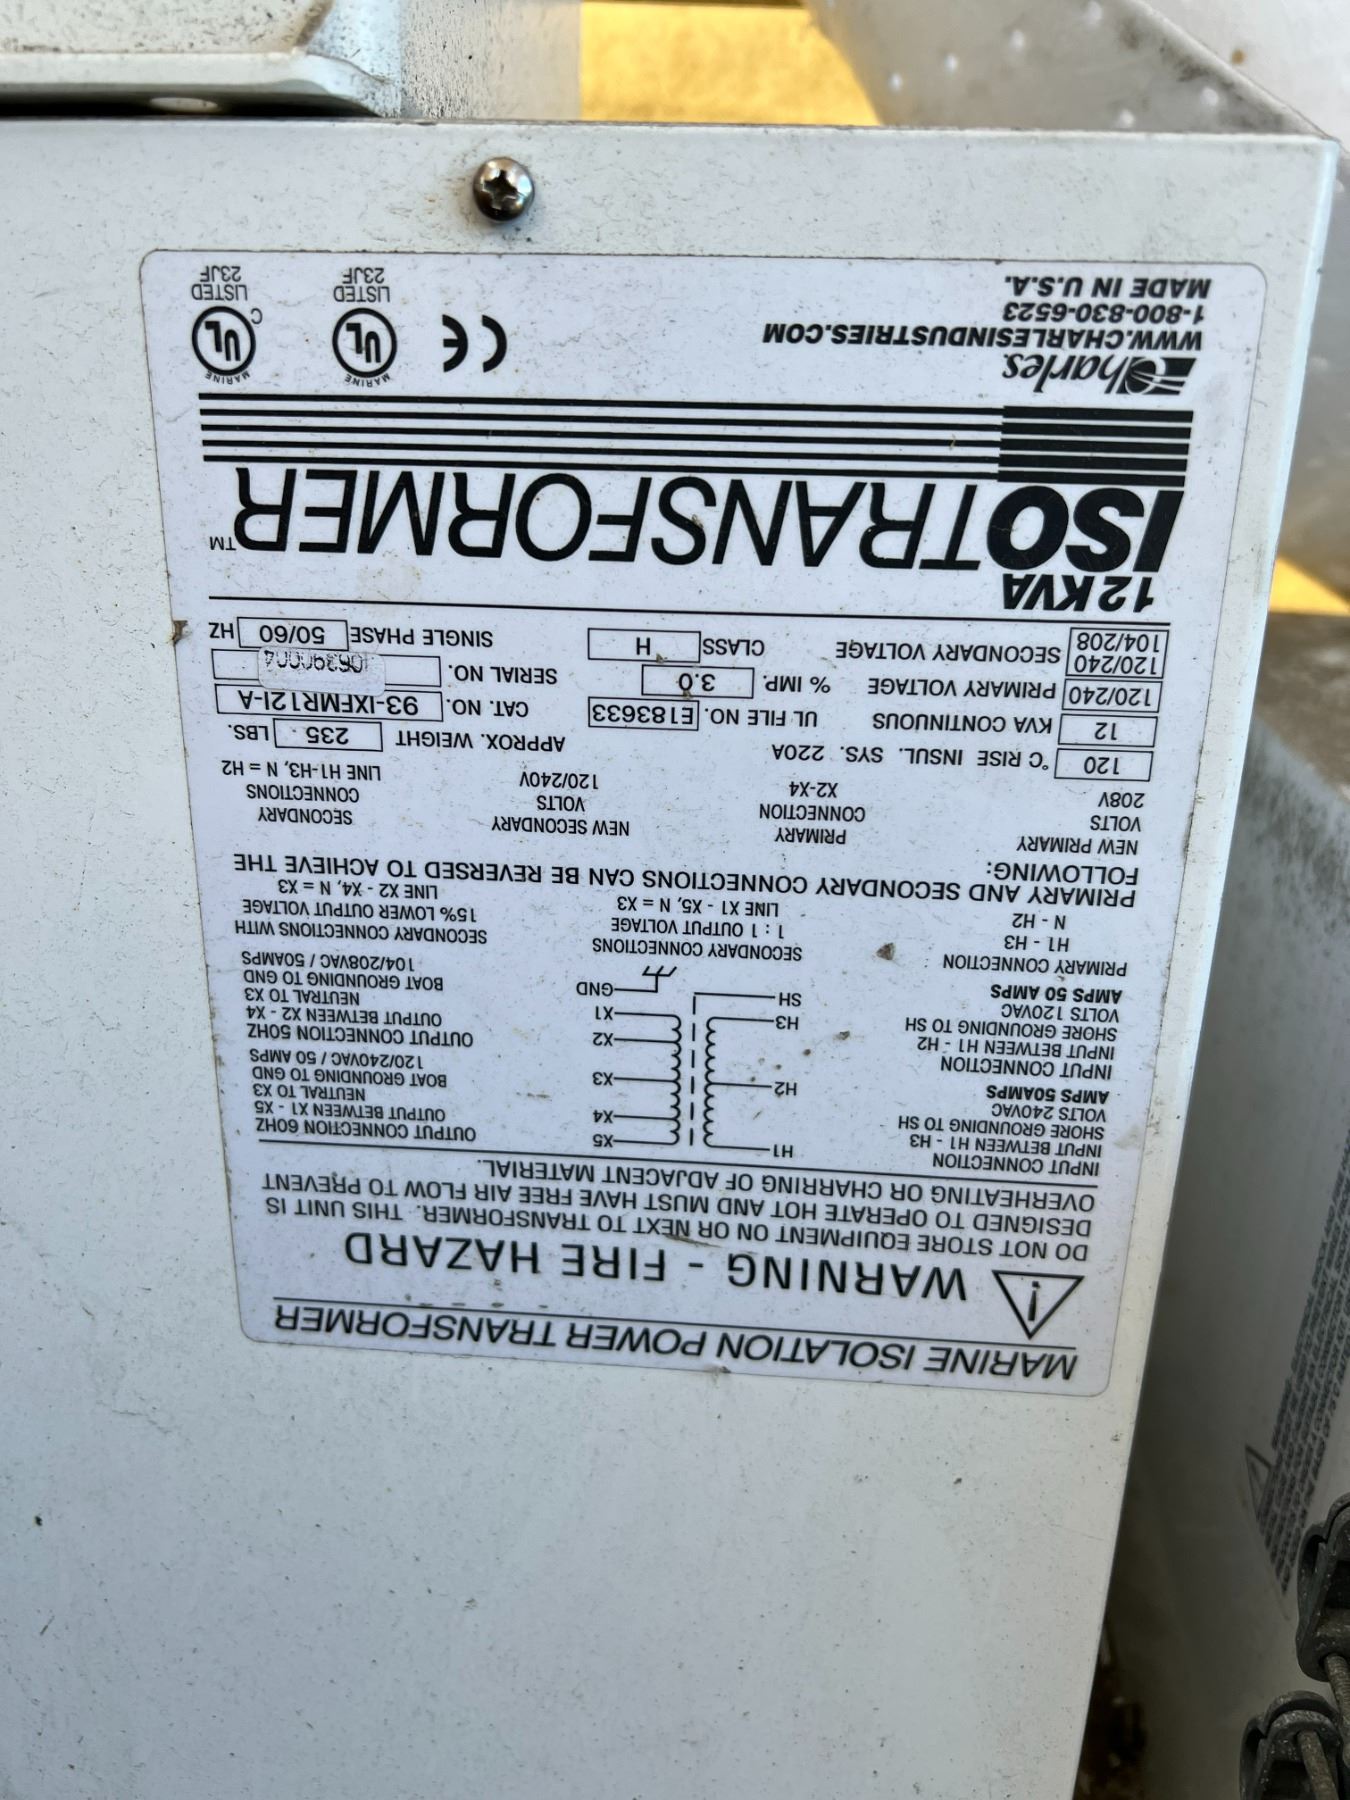 MARINE ISOLATION POWER TRANSFORMER
! WARNING - FIRE HAZARD
DO NOT STORE EQUIPMENT ON OR NEXT TO TRANSFORMER. THIS UNIT IS
DESIGNED TO OPERATE HOT AND MUST HAVE FREE AIR FLOW TO PREVENT
OVERHEATING OR CHARRING OF ADJACENT MATERIAL.
INPUT CONNECTION
INPUT BETWEEN H1 - H3
SHORE GROUNDING TO SH
VOLTS 240VAC
AMPS 50AMPS
INPUT CONNECTION
INPUT BETWEEN H1 - H2
SHORE GROUNDING TO SH
VOLTS 120VAC
AMPS 50 AMPS
PRIMARY CONNECTION
H1 - H3
N - H2
H1
H2
H3
SH
X5
X4
X3
X2
X1
GND
SECONDARY CONNECTIONS
1 : 1 OUTPUT VOLTAGE
LINE X1 - X5, N = X3
OUTPUT CONNECTION 60HZ
OUTPUT BETWEEN X1 - X5
NEUTRAL TO X3
BOAT GROUNDING TO GND
120/240VAC / 50 AMPS
OUTPUT CONNECTION 50HZ
OUTPUT BETWEEN X2 - X4
NEUTRAL TO X3
BOAT GROUNDING TO GND
104/208VAC / 50AMPS
SECONDARY CONNECTIONS WITH
15% LOWER OUTPUT VOLTAGE
LINE X2 - X4, N = X3
PRIMARY AND SECONDARY CONNECTIONS CAN BE REVERSED TO ACHIEVE THE
FOLLOWING:
NEW PRIMARY
VOLTS
208V
PRIMARY
CONNECTION
X2-X4
NEW SECONDARY
VOLTS
120/240V
SECONDARY
CONNECTIONS
LINE H1-H3, N = H2
120 °C RISE INSUL. SYS. 220A APPROX. WEIGHT 235 LBS.
12 KVA CONTINUOUS UL FILE NO. E183633 CAT. NO. 93-IXFMR12I-A
120/240 PRIMARY VOLTAGE % IMP. 3.0 SERIAL NO.
120/240
104/208 SECONDARY VOLTAGE CLASS H SINGLE PHASE 50/60 HZ
12 KVA
ISOTRANSFORMER™
Charles.
WWW.CHARLESINDUSTRIES.COM
1-800-830-6523
MADE IN U.S.A.
CE
MARINE
UL
LISTED
23JF
MARINE
C UL
LISTED
23JF